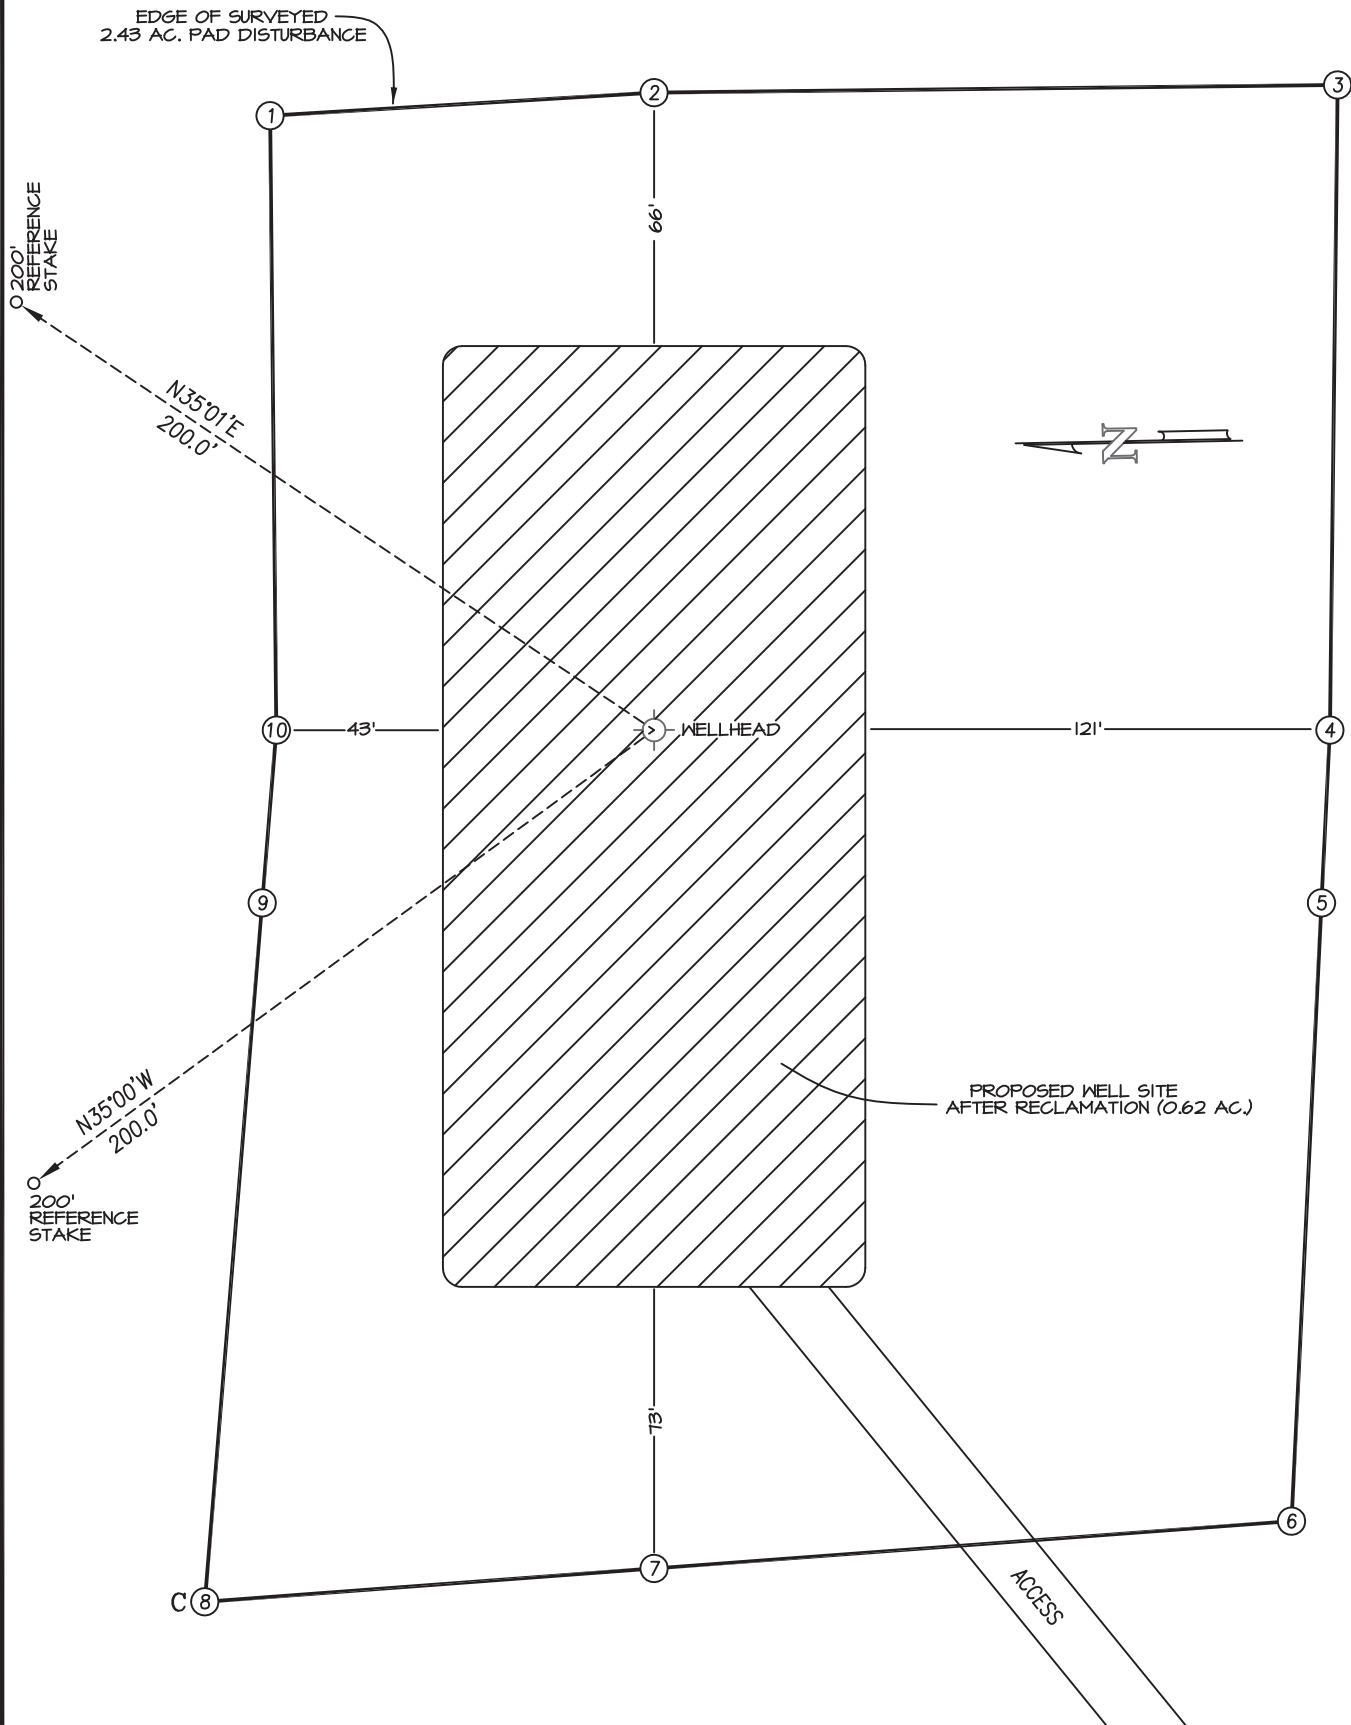 EDGE OF SURVEYED
2.43 AC. PAD DISTURBANCE
1
2
3
200'
REFERENCE
STAKE
66'
N35°01'E
200.0'
N
10
43'
WELLHEAD
121'
4
9
5
N35°00'W
200.0'
PROPOSED WELL SITE
AFTER RECLAMATION (0.62 AC.)
200'
REFERENCE
STAKE
73'
6
7
C
8
ACCESS